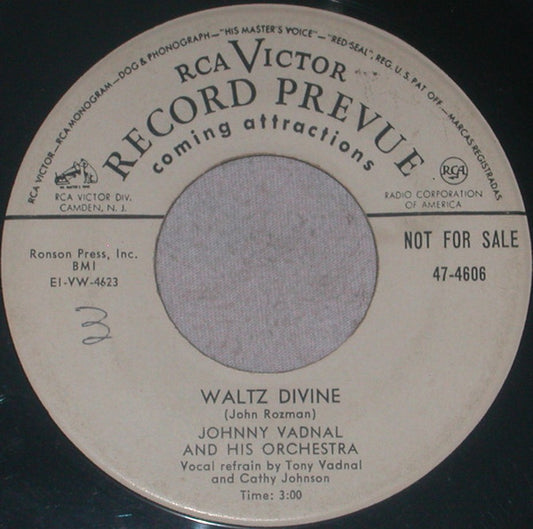 RCA VICTOR—RCA MONOGRAM—DOG & PHONOGRAPH—"HIS MASTER'S VOICE"—"RED SEAL", REG. U.S. PAT OFF.—MARCAS REGISTRADAS
RCA VICTOR
RECORD PREVUE
coming attractions
RCA VICTOR DIV.
CAMDEN, N. J.
RCA
RADIO CORPORATION
OF AMERICA
Ronson Press, Inc.
BMI
E1-VW-4623
NOT FOR SALE
47-4606
3
WALTZ DIVINE
(John Rozman)
JOHNNY VADNAL
AND HIS ORCHESTRA
Vocal refrain by Tony Vadnal
and Cathy Johnson
Time: 3:00